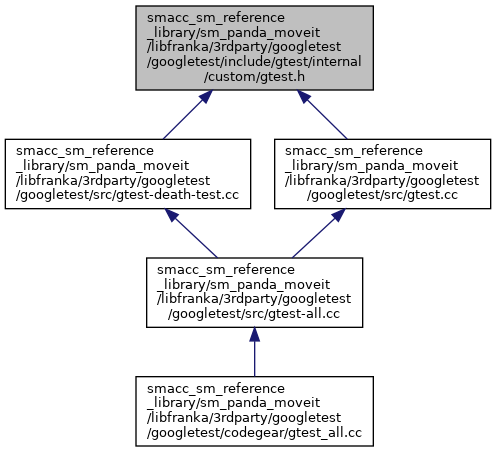 smacc_sm_reference
_library/sm_panda_moveit
/libfranka/3rdparty/googletest
/googletest/include/gtest/internal
/custom/gtest.h
smacc_sm_reference
_library/sm_panda_moveit
/libfranka/3rdparty/googletest
/googletest/src/gtest-death-test.cc
smacc_sm_reference
_library/sm_panda_moveit
/libfranka/3rdparty/googletest
/googletest/src/gtest.cc
smacc_sm_reference
_library/sm_panda_moveit
/libfranka/3rdparty/googletest
/googletest/src/gtest-all.cc
smacc_sm_reference
_library/sm_panda_moveit
/libfranka/3rdparty/googletest
/googletest/codegear/gtest_all.cc